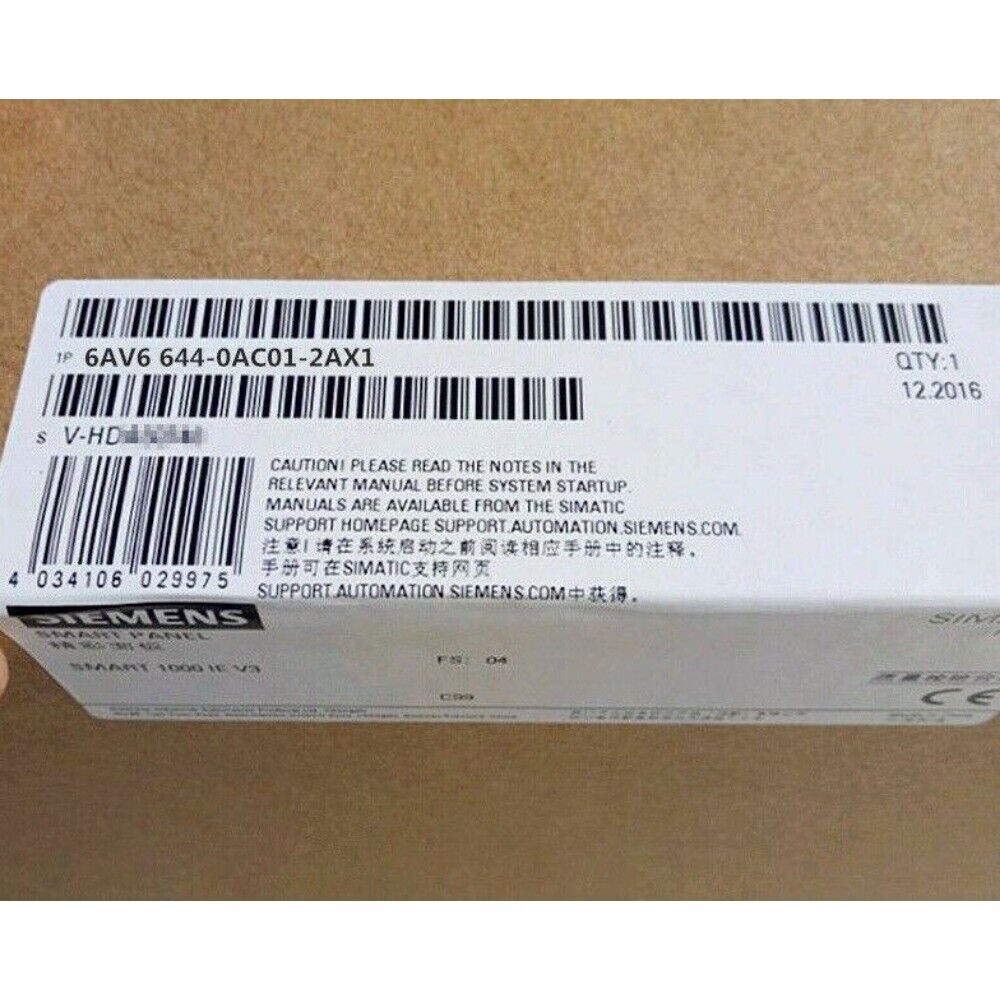 1P 6AV6 644-0AC01-2AX1
QTY:1
12.2016
S V-HD
CAUTION! PLEASE READ THE NOTES IN THE
RELEVANT MANUAL BEFORE SYSTEM STARTUP.
MANUALS ARE AVAILABLE FROM THE SIMATIC
SUPPORT HOMEPAGE SUPPORT.AUTOMATION.SIEMENS.COM.
注意！请在系统启动之前阅读相应手册中的注释。
手册可在SIMATIC支持网页
SUPPORT.AUTOMATION.SIEMENS.COM中获得。
4 034106 029975
SIEMENS
SMART PANEL
SMART 1000 IE V3
FS: 04
C99
CE